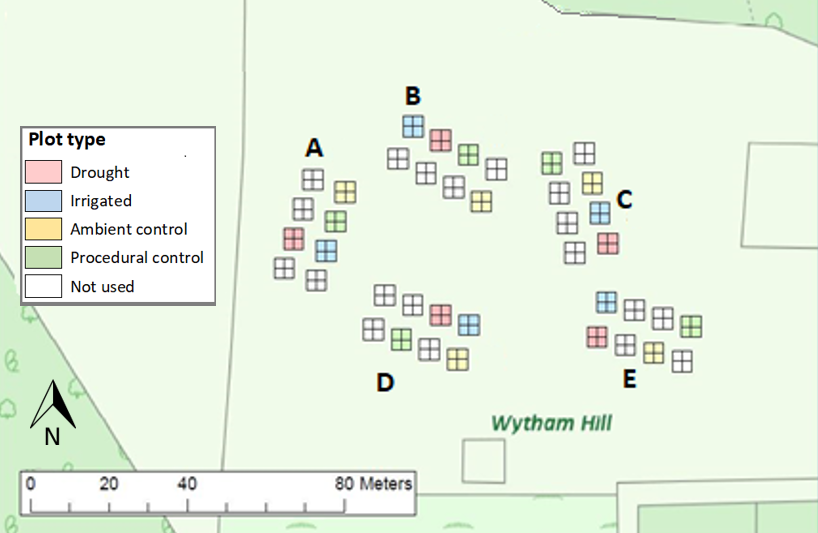 B
A
Plot type
Drought
Irrigated
Ambient control
Procedural control
Not used
C
D
E
Wytham Hill
N
0 20 40 80 Meters